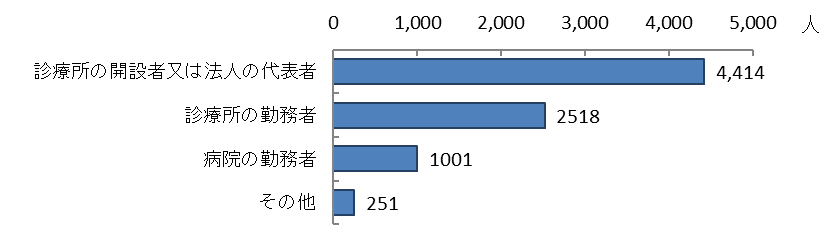 0 1,000 2,000 3,000 4,000 5,000 人
診療所の開設者又は法人の代表者 4,414
診療所の勤務者 2518
病院の勤務者 1001
その他 251